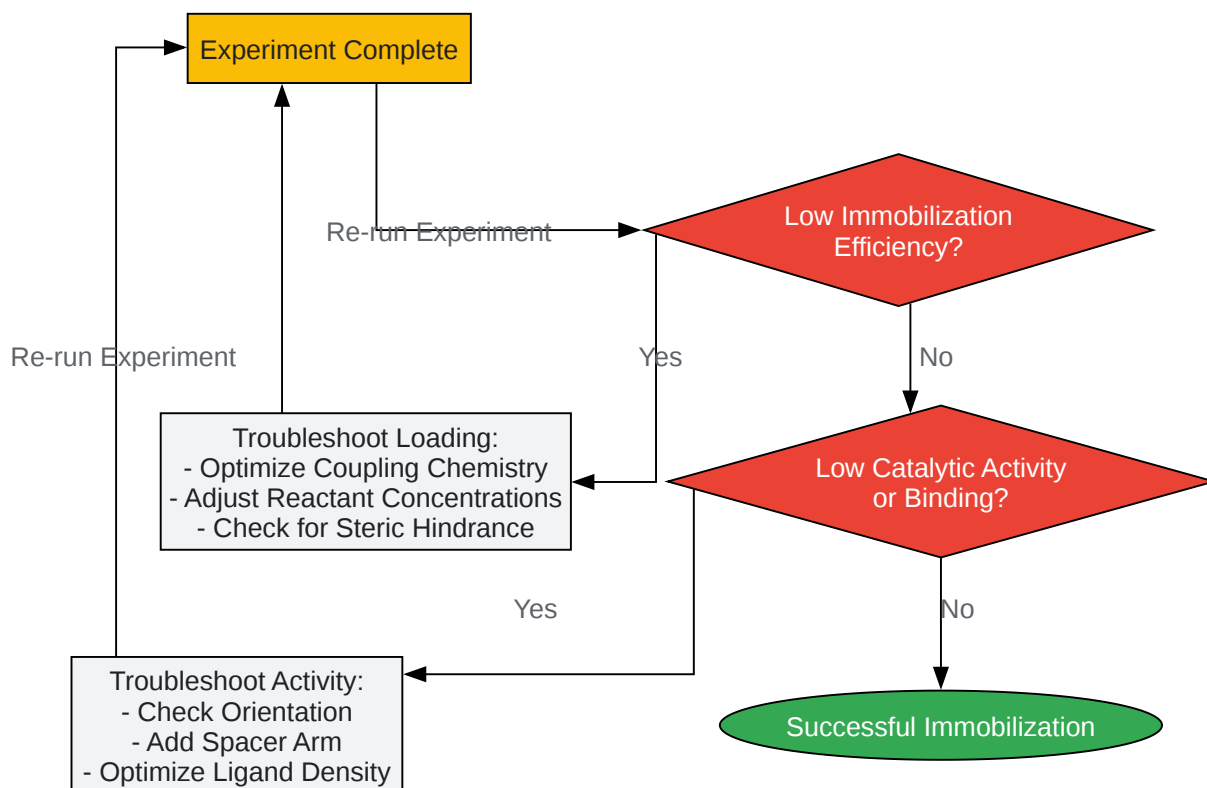 Experiment Complete
Low Immobilization
Efficiency?
Re-run Experiment
Re-run Experiment
Yes
No
Troubleshoot Loading:
- Optimize Coupling Chemistry
- Adjust Reactant Concentrations
- Check for Steric Hindrance
Low Catalytic Activity
or Binding?
Yes
No
Troubleshoot Activity:
- Check Orientation
- Add Spacer Arm
- Optimize Ligand Density
Successful Immobilization